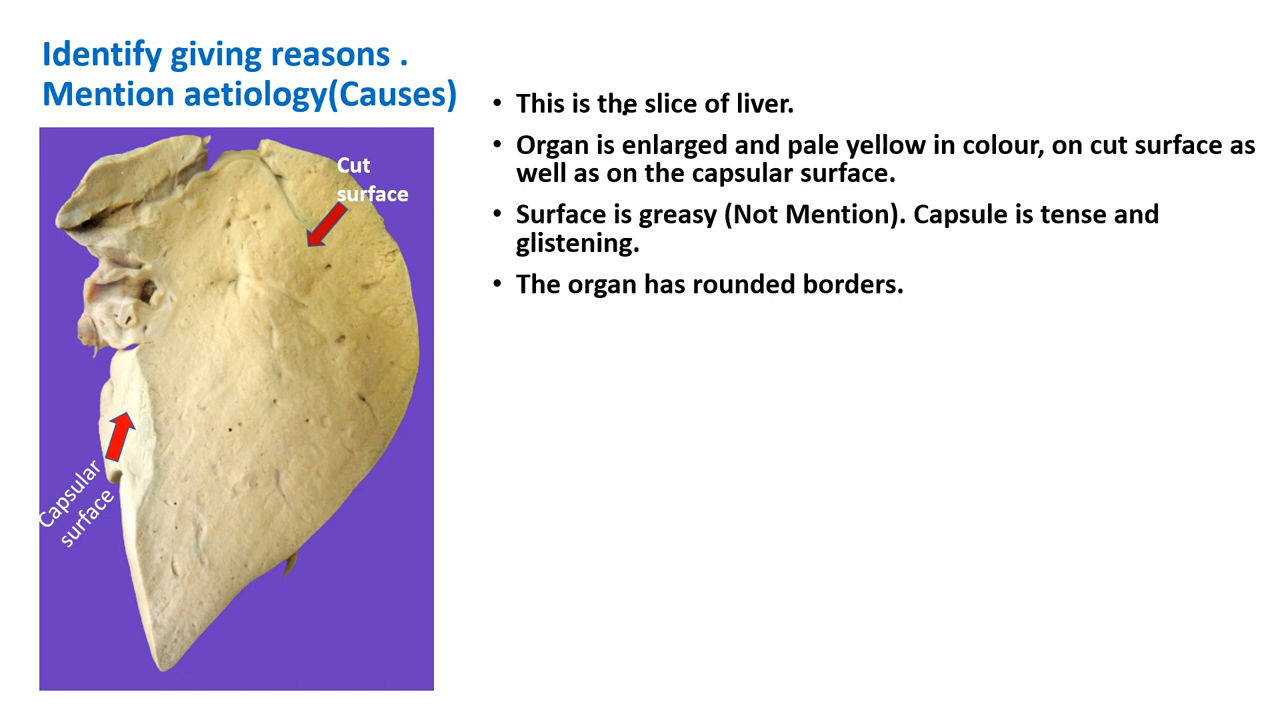 Identify giving reasons .
Mention aetiology(Causes)
Cut
surface
Capsular
surface
• This is the slice of liver.
• Organ is enlarged and pale yellow in colour, on cut surface as
well as on the capsular surface.
• Surface is greasy (Not Mention). Capsule is tense and
glistening.
• The organ has rounded borders.